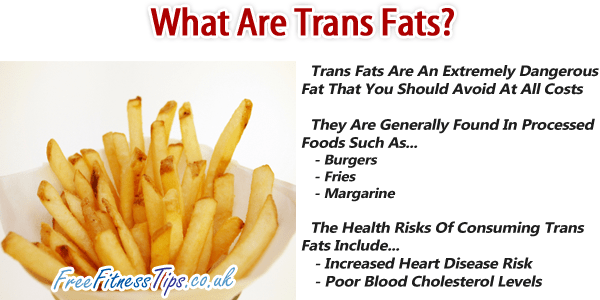 What Are Trans Fats?
Trans Fats Are An Extremely Dangerous
Fat That You Should Avoid At All Costs
They Are Generally Found In Processed
Foods Such As...
- Burgers
- Fries
- Margarine
The Health Risks Of Consuming Trans
Fats Include...
- Increased Heart Disease Risk
- Poor Blood Cholesterol Levels
FreeFitnessTips.co.uk